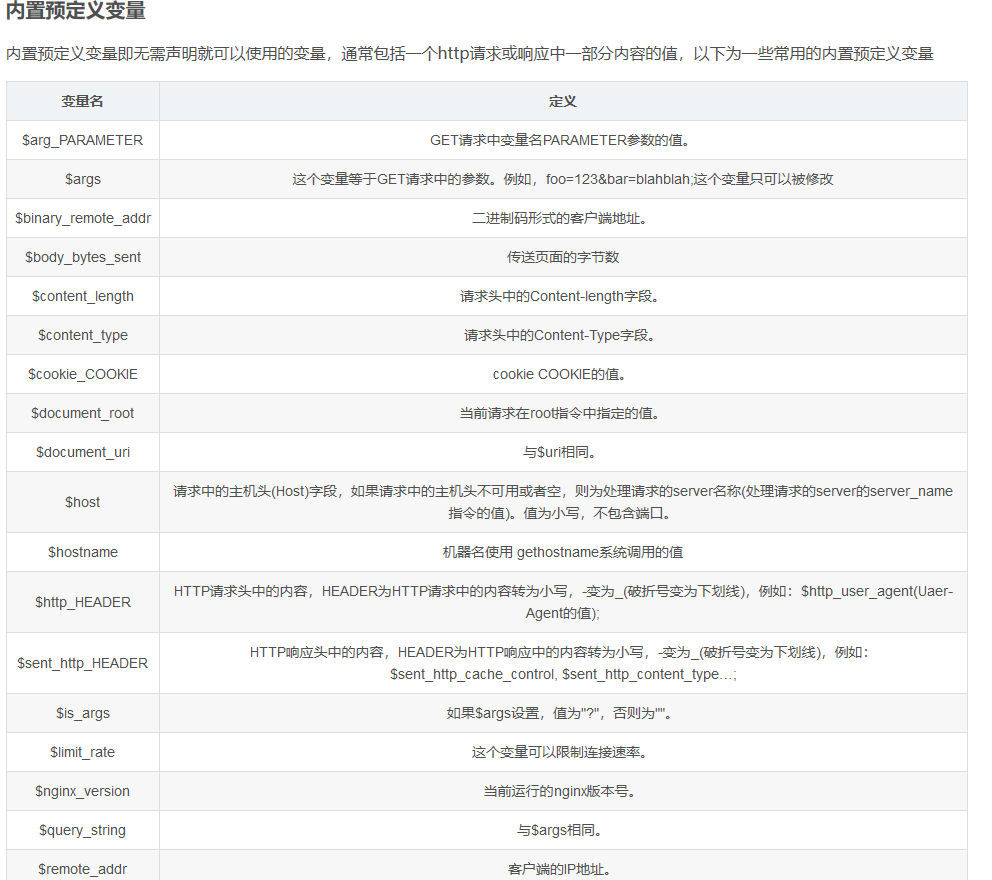 内置预定义变量
内置预定义变量即无需声明就可以使用的变量，通常包括一个http请求或响应中一部分内容的值，以下为一些常用的内置预定义变量
变量名 定义
$arg_PARAMETER GET请求中变量名PARAMETER参数的值。
$args 这个变量等于GET请求中的参数。例如，foo=123&bar=blahblah;这个变量只可以被修改
$binary_remote_addr 二进制码形式的客户端地址。
$body_bytes_sent 传送页面的字节数
$content_length 请求头中的Content-length字段。
$content_type 请求头中的Content-Type字段。
$cookie_COOKIE cookie COOKIE的值。
$document_root 当前请求在root指令中指定的值。
$document_uri 与$uri相同。
$host 请求中的主机头(Host)字段，如果请求中的主机头不可用或者空，则为处理请求的server名称(处理请求的server的server_name
指令的值)。值为小写，不包含端口。
$hostname 机器名使用 gethostname系统调用的值
$http_HEADER HTTP请求头中的内容，HEADER为HTTP请求中的内容转为小写，-变为_(破折号变为下划线)，例如：$http_user_agent(Uaer-
Agent的值);
$sent_http_HEADER HTTP响应头中的内容，HEADER为HTTP响应中的内容转为小写，-变为_(破折号变为下划线)，例如：
$sent_http_cache_control, $sent_http_content_type…;
$is_args 如果$args设置，值为"?"，否则为""。
$limit_rate 这个变量可以限制连接速率。
$nginx_version 当前运行的nginx版本号。
$query_string 与$args相同。
$remote_addr 客户端的IP地址。